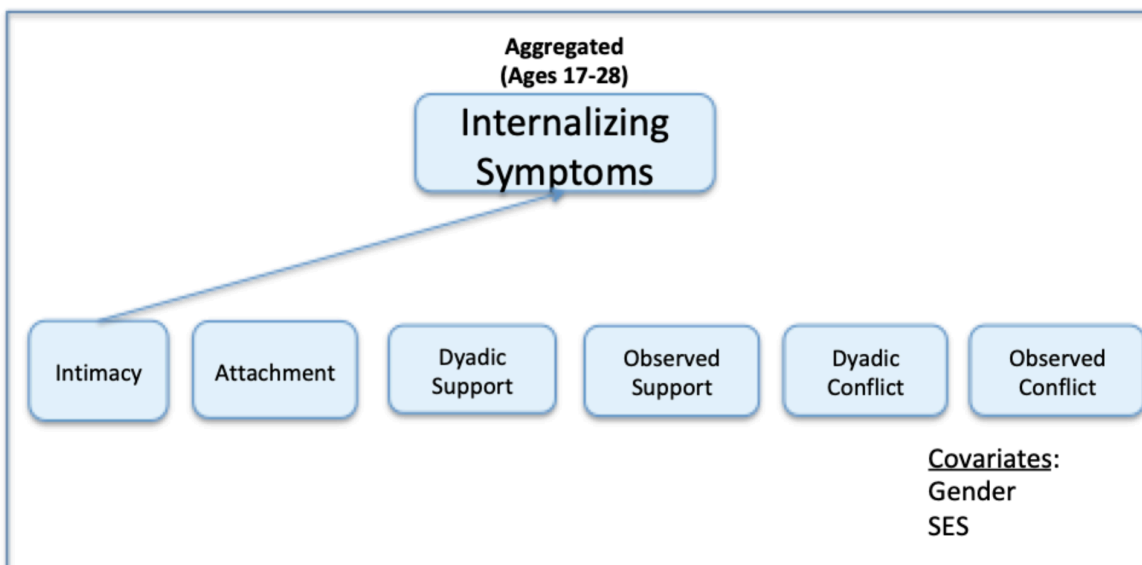 Aggregated
(Ages 17-28)
Internalizing
Symptoms
Intimacy
Attachment
Dyadic
Support
Observed
Support
Dyadic
Conflict
Observed
Conflict
Covariates:
Gender
SES